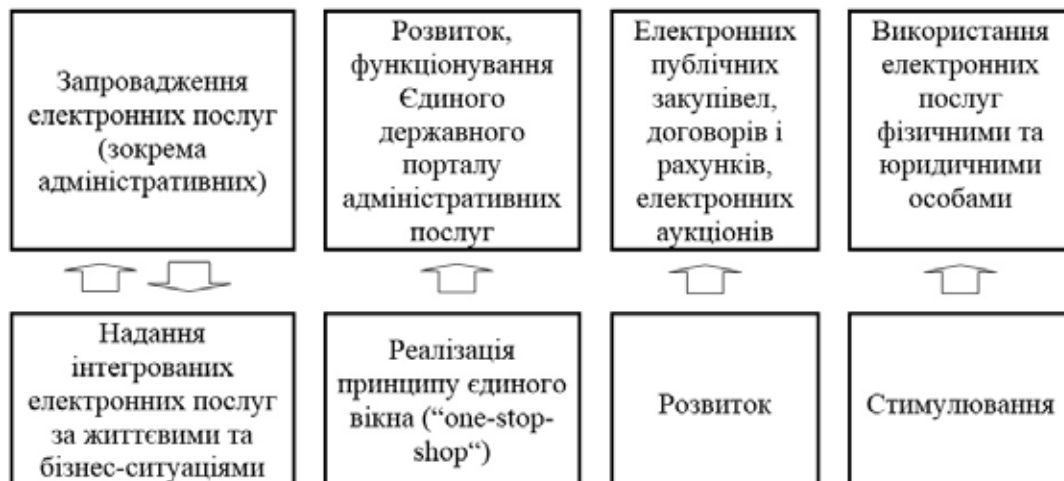 Запровадження
електронних послуг
(зокрема
адміністративних)
Розвиток,
функціонування
Єдиного
державного
порталу
адміністративних
послуг
Електронних
публічних
закупівел,
договорів і
рахунків,
електронних
аукціонів
Використання
електронних
послуг
фізичними та
юридичними
особами
Надання
інтегрованих
електронних послуг
за життєвими та
бізнес-ситуаціями
Реалізація
принципу єдиного
вікна (“one-stop-
shop“)
Розвиток
Стимулювання